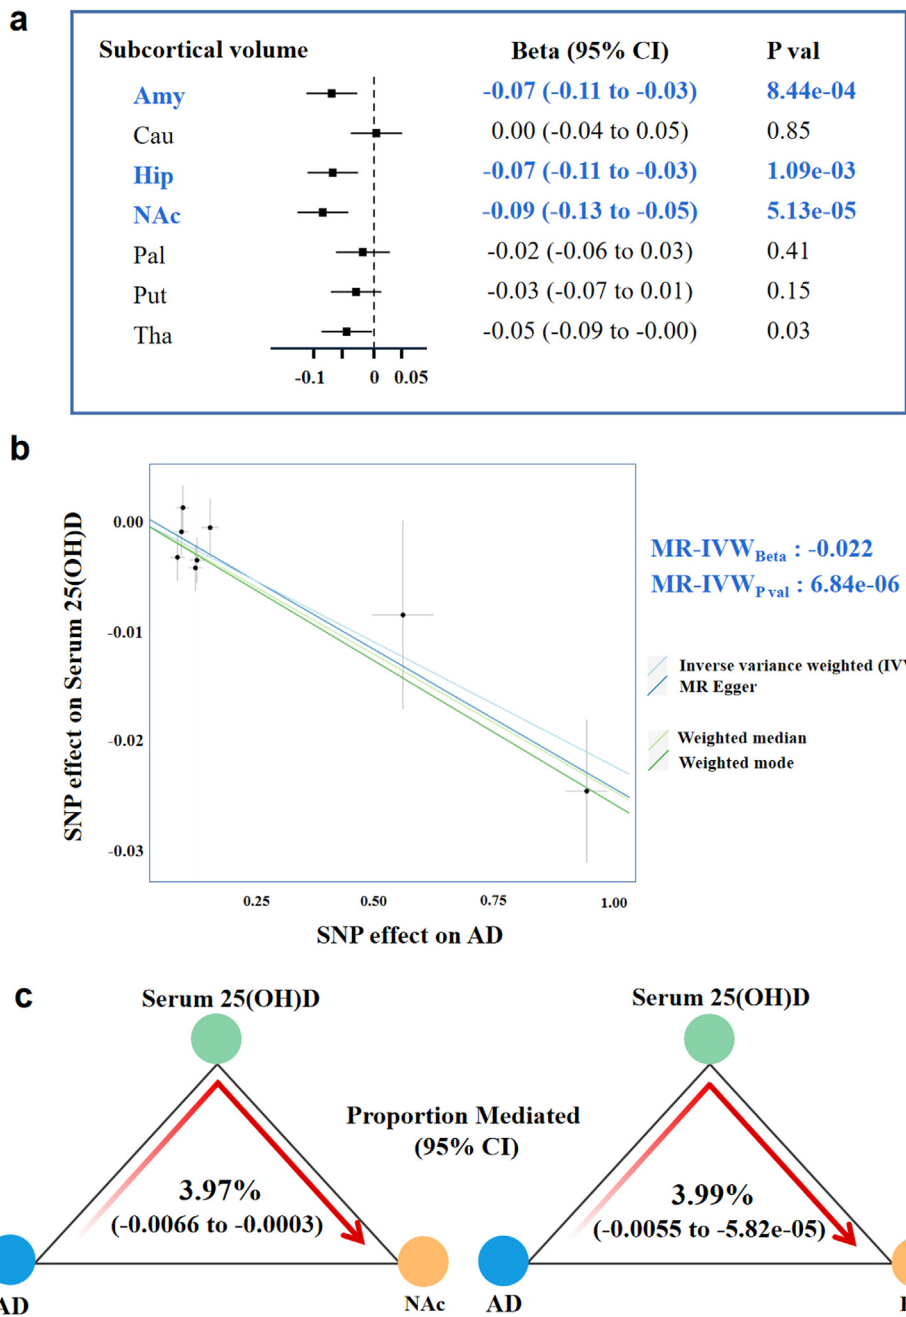 a
Subcortical volume Beta (95% CI) P val
Amy -0.07 (-0.11 to -0.03) 8.44e-04
Cau 0.00 (-0.04 to 0.05) 0.85
Hip -0.07 (-0.11 to -0.03) 1.09e-03
NAc -0.09 (-0.13 to -0.05) 5.13e-05
Pal -0.02 (-0.06 to 0.03) 0.41
Put -0.03 (-0.07 to 0.01) 0.15
Tha -0.05 (-0.09 to -0.00) 0.03
-0.1 0 0.05
b
SNP effect on Serum 25(OH)D
0.00
-0.01
-0.02
-0.03
0.25 0.50 0.75 1.00
SNP effect on AD
MR-IVWBeta : -0.022
MR-IVWP val : 6.84e-06
Inverse variance weighted
MR Egger
Weighted median
Weighted mode
c
Serum 25(OH)D
Proportion Mediated
(95% CI)
3.97%
(-0.0066 to -0.0003)
AD NAc
Serum 25(OH)D
3.99%
(-0.0055 to -5.82e-05)
AD